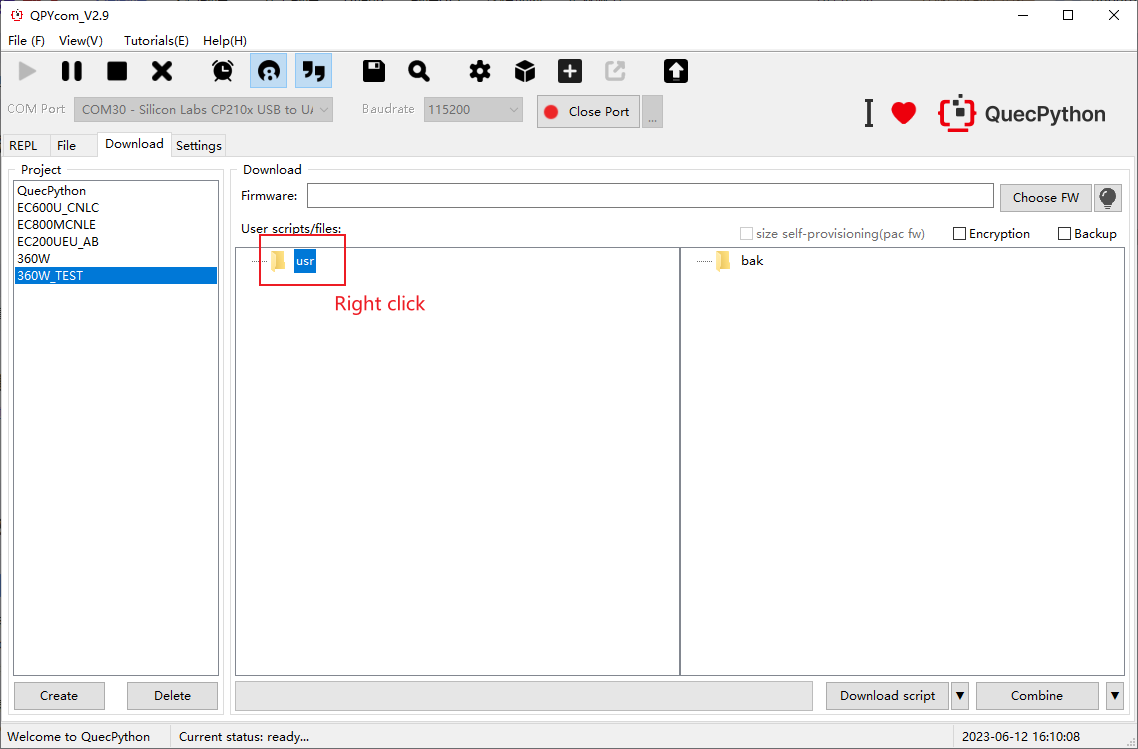 QPYcom_V2.9
File (F) View(V) Tutorials(E) Help(H)
COM Port COM30 - Silicon Labs CP210x USB to UA Baudrate 115200 Close Port ... I QuecPython
REPL File Download Settings
Project
QuecPython
EC600U_CNLC
EC800MCNLE
EC200UEU_AB
360W
360W_TEST
Create Delete
Download
Firmware: Choose FW
User scripts/files: size self-provisioning(pac fw) Encryption Backup
usr bak
Right click
Download script Combine
Welcome to QuecPython Current status: ready... 2023-06-12 16:10:08